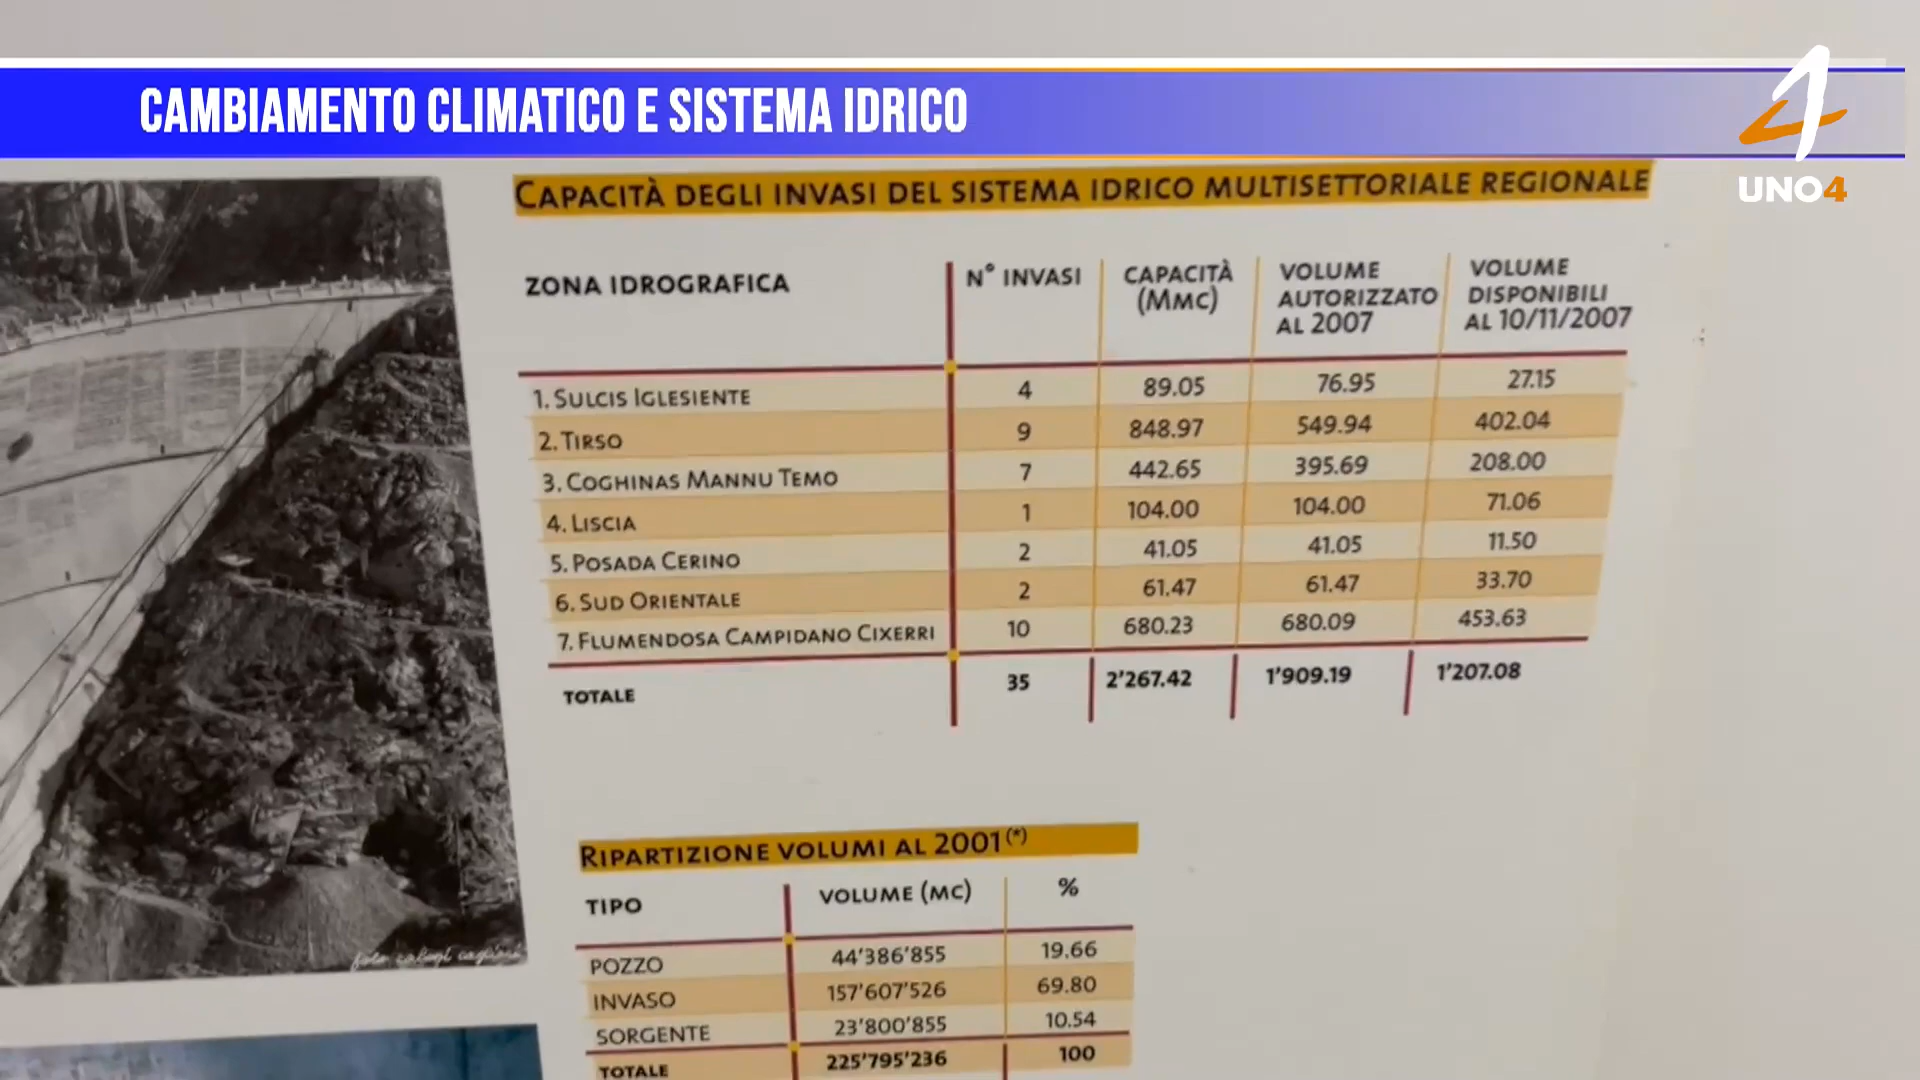 CAMBIAMENTO CLIMATICO E SISTEMA IDRICO
UNO4
CAPACITÀ DEGLI INVASI DEL SISTEMA IDRICO MULTISETTORIALE REGIONALE
ZONA IDROGRAFICA N° INVASI CAPACITÀ (MMC) VOLUME AUTORIZZATO AL 2007 VOLUME DISPONIBILI AL 10/11/2007
1. SULCIS IGLESIENTE 4 89.05 76.95 27.15
2. TIRSO 9 848.97 549.94 402.04
3. COGHINAS MANNU TEMO 7 442.65 395.69 208.00
4. LISCIA 1 104.00 104.00 71.06
5. POSADA CERINO 2 41.05 41.05 11.50
6. SUD ORIENTALE 2 61.47 61.47 33.70
7. FLUMENDOSA CAMPIDANO CIXERRI 10 680.23 680.09 453.63
TOTALE 35 2'267.42 1'909.19 1'207.08
RIPARTIZIONE VOLUMI AL 2001 (*)
TIPO VOLUME (MC) %
POZZO 44'386'855 19.66
INVASO 157'607'526 69.80
SORGENTE 23'800'855 10.54
TOTALE 225'795'236 100